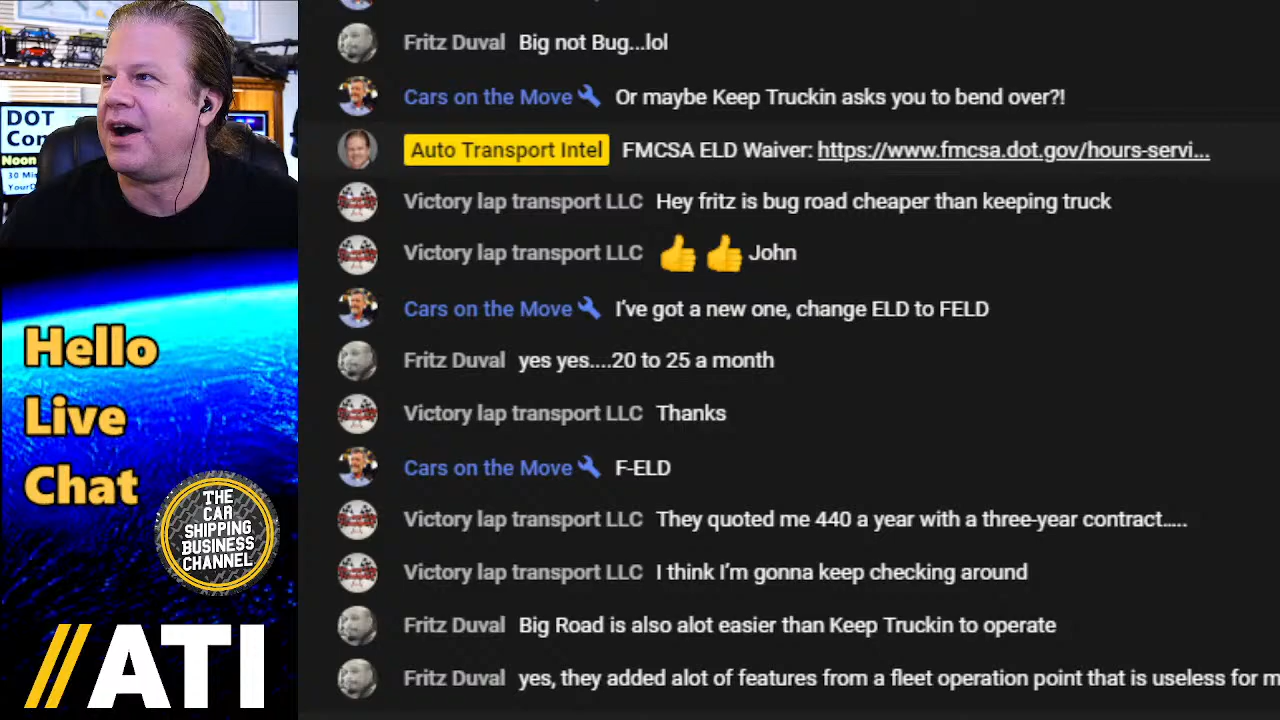 DOT
Con
Noon
30 Mi
YourD
Hello
Live
Chat
THE
CAR
SHIPPING
BUSINESS
CHANNEL
//ATI
Fritz Duval Big not Bug...lol
Cars on the Move Or maybe Keep Truckin asks you to bend over?!
Auto Transport Intel FMCSA ELD Waiver: https://www.fmcsa.dot.gov/hours-servi...
Victory lap transport LLC Hey fritz is bug road cheaper than keeping truck
Victory lap transport LLC 👍👍John
Cars on the Move I've got a new one, change ELD to FELD
Fritz Duval yes yes....20 to 25 a month
Victory lap transport LLC Thanks
Cars on the Move F-ELD
Victory lap transport LLC They quoted me 440 a year with a three-year contract.....
Victory lap transport LLC I think I'm gonna keep checking around
Fritz Duval Big Road is also alot easier than Keep Truckin to operate
Fritz Duval yes, they added alot of features from a fleet operation point that is useless for m